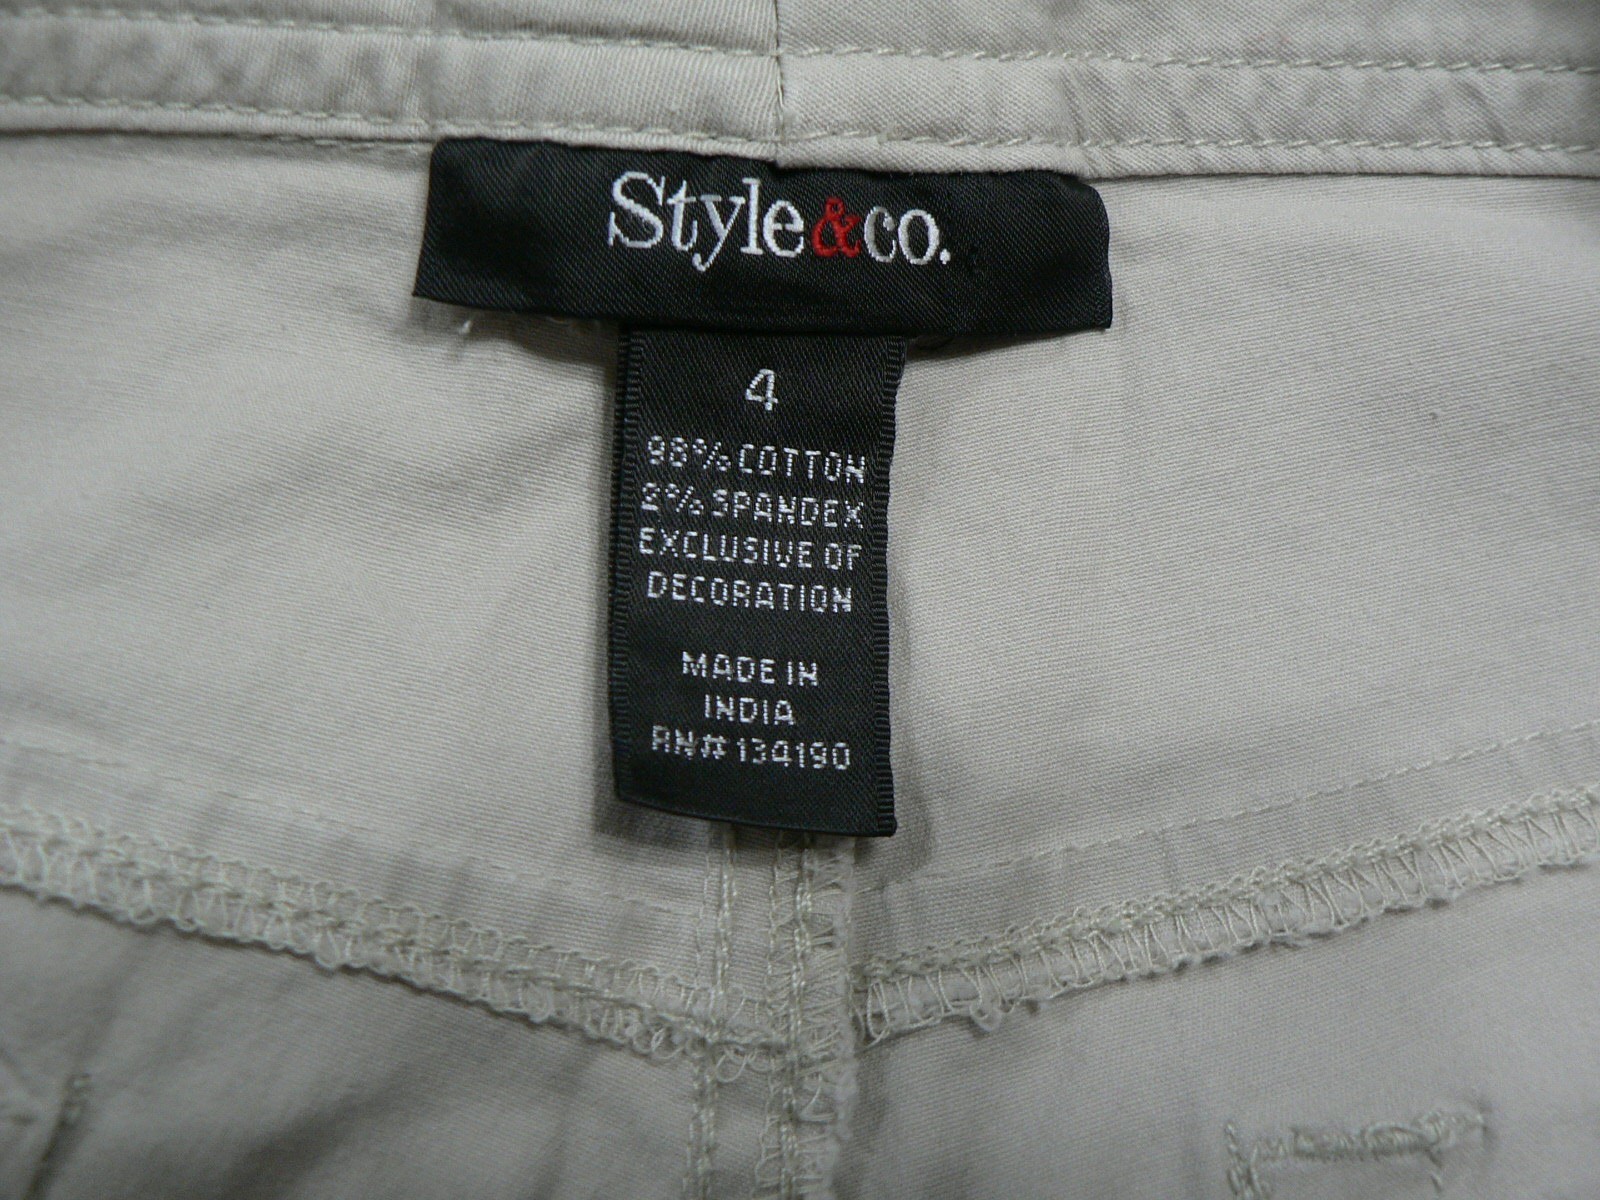 Style&co.
4
98% COTTON
2% SPANDEX
EXCLUSIVE OF
DECORATION
MADE IN
INDIA
RN# 134190